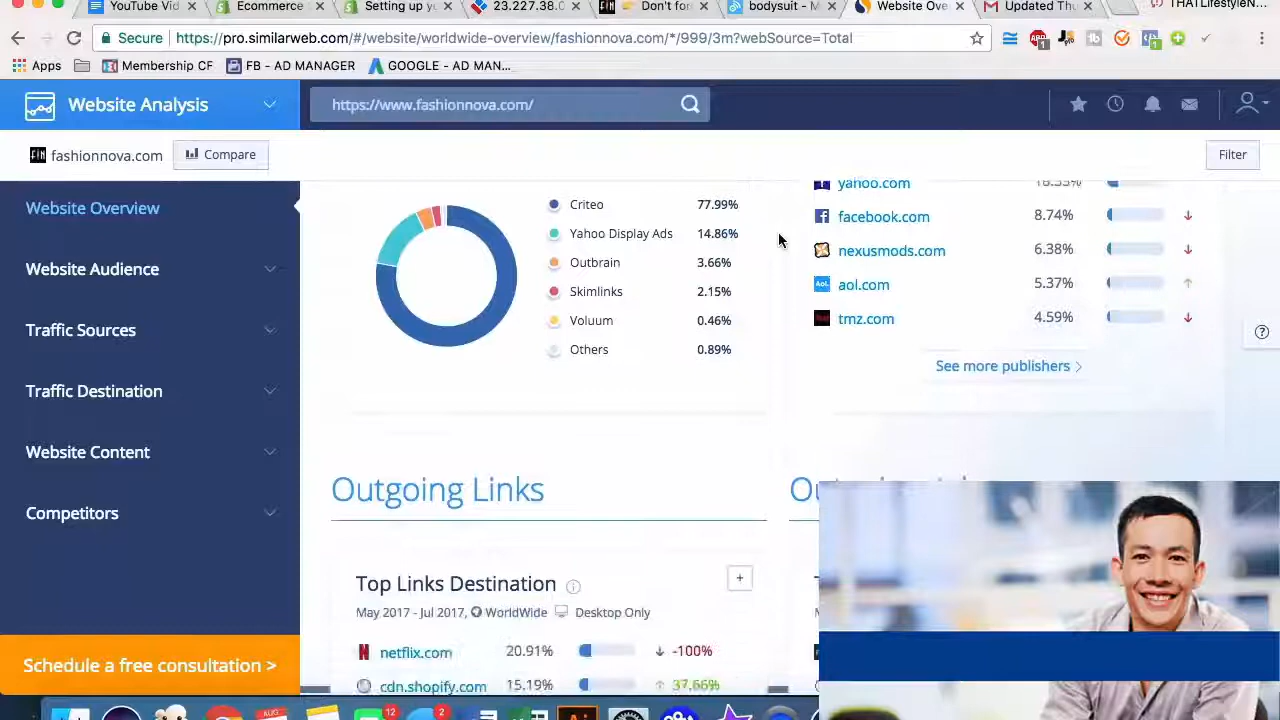 YouTube Vid
Ecommerce
Setting up y
23.227.38.0
Don't for
bodysuit - M
Website Ove
Updated Thu
THATLifestyleN...
Secure
https://pro.similarweb.com/#/website/worldwide-overview/fashionnova.com/*/999/3m?webSource=Total
Apps
Membership CF
FB - AD MANAGER
GOOGLE - AD MAN...
Website Analysis
https://www.fashionnova.com/
fashionnova.com
Compare
Filter
Website Overview
Website Audience
Traffic Sources
Traffic Destination
Website Content
Competitors
Schedule a free consultation >
Criteo 77.99%
Yahoo Display Ads 14.86%
Outbrain 3.66%
Skimlinks 2.15%
Voluum 0.46%
Others 0.89%
yahoo.com
facebook.com 8.74%
nexusmods.com 6.38%
aol.com 5.37%
tmz.com 4.59%
See more publishers >
Outgoing Links
Top Links Destination
+
May 2017 - Jul 2017, WorldWide Desktop Only
netflix.com 20.91% -100%
cdn.shopify.com 15.19% 37.66%
AUG
12
2